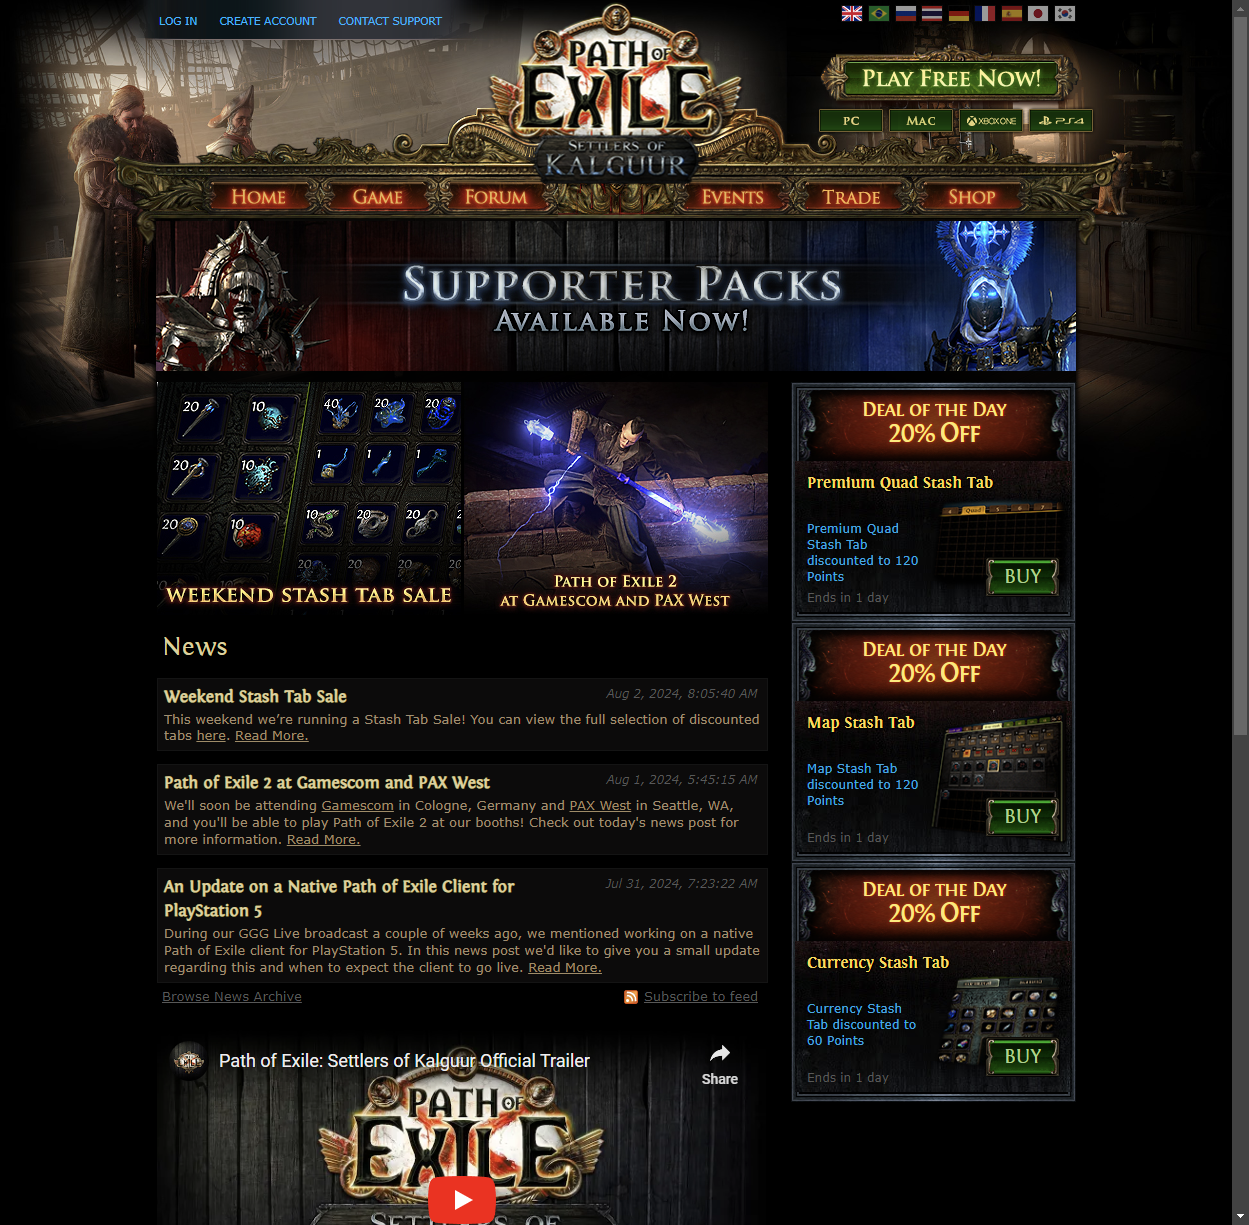 LOG IN
CREATE ACCOUNT
CONTACT SUPPORT
PATH OF
EXILE
SETTLERS OF
KALGUUR
PLAY FREE NOW!
PC
MAC
XBOX ONE
PS4
HOME
GAME
FORUM
EVENTS
TRADE
SHOP
SUPPORTER PACKS
AVAILABLE NOW!
20 10 40 20 20
20 10 1 1 1
20 10 10 20 20
20 20 20
WEEKEND STASH TAB SALE
PATH OF EXILE 2
AT GAMESCOM AND PAX WEST
News
Weekend Stash Tab Sale
Aug 2, 2024, 8:05:40 AM
This weekend we're running a Stash Tab Sale! You can view the full selection of discounted
tabs here. Read More.
Path of Exile 2 at Gamescom and PAX West
Aug 1, 2024, 5:45:15 AM
We'll soon be attending Gamescom in Cologne, Germany and PAX West in Seattle, WA,
and you'll be able to play Path of Exile 2 at our booths! Check out today's news post for
more information. Read More.
An Update on a Native Path of Exile Client for
PlayStation 5
Jul 31, 2024, 7:23:22 AM
During our GGG Live broadcast a couple of weeks ago, we mentioned working on a native
Path of Exile client for PlayStation 5. In this news post we'd like to give you a small update
regarding this and when to expect the client to go live. Read More.
Browse News Archive
Subscribe to feed
Path of Exile: Settlers of Kalguur Official Trailer
Share
PATH OF
EXILE
SETTLERS OF
DEAL OF THE DAY
20% OFF
Premium Quad Stash Tab
Quad 5 6 7
Premium Quad
Stash Tab
discounted to 120
Points
BUY
Ends in 1 day
DEAL OF THE DAY
20% OFF
Map Stash Tab
Map Stash Tab
discounted to 120
Points
BUY
Ends in 1 day
DEAL OF THE DAY
20% OFF
Currency Stash Tab
Currency Stash
Tab discounted to
60 Points
BUY
Ends in 1 day